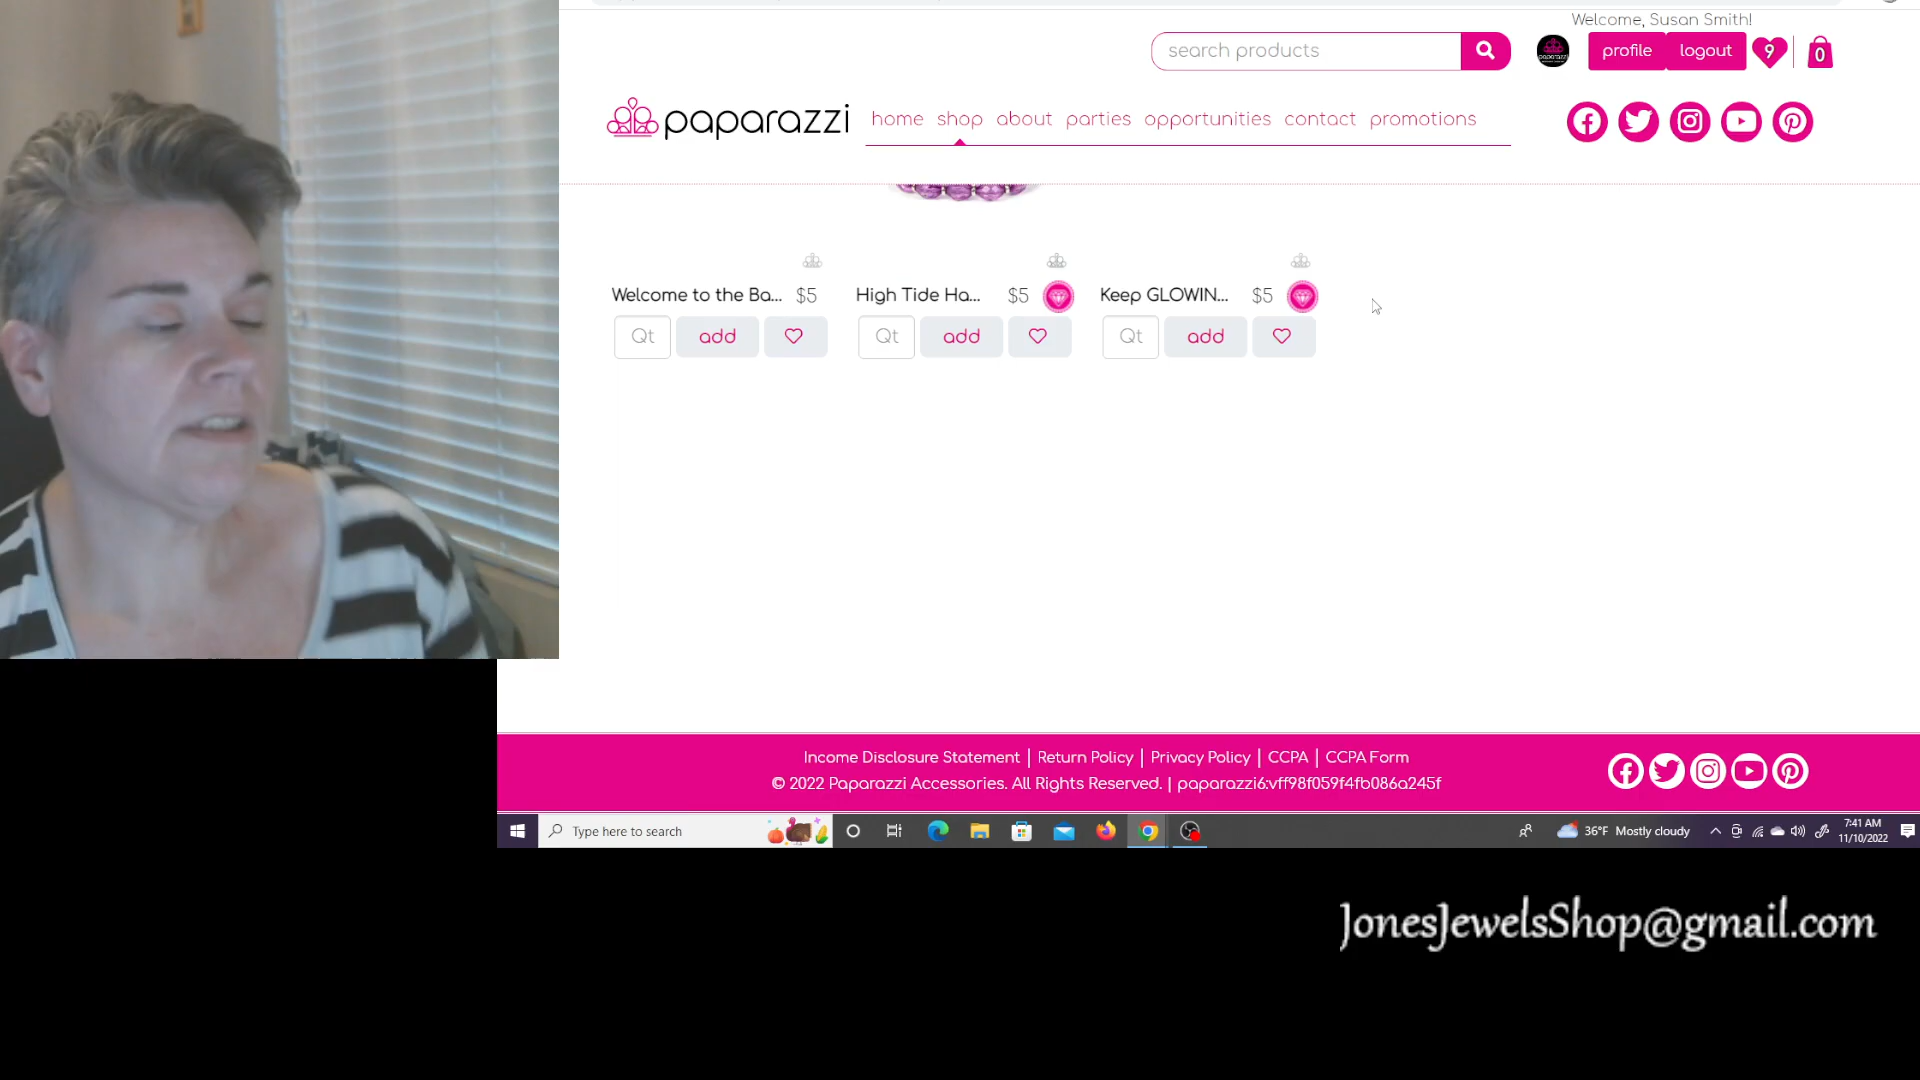 Welcome, Susan Smith!
search products
profile
logout
9
0
paparazzi
home shop about parties opportunities contact promotions
Welcome to the Ba... $5
High Tide Ha... $5
Keep GLOWIN... $5
Qt add
Qt add
Qt add
Income Disclosure Statement | Return Policy | Privacy Policy | CCPA | CCPA Form
© 2022 Paparazzi Accessories. All Rights Reserved. | paparazzi6:vff98f059f4fb086a245f
Type here to search
36°F Mostly cloudy
7:41 AM
11/10/2022
JonesJewelsShop@gmail.com